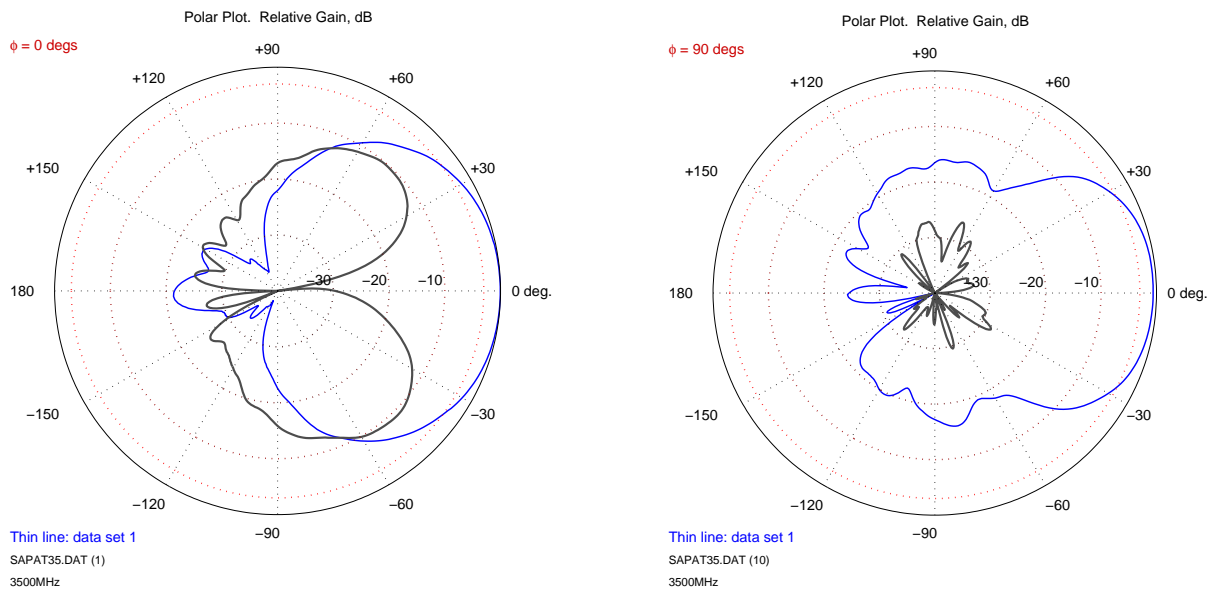 Polar Plot. Relative Gain, dB
ϕ = 0 degs
+90
+120
+60
+150
+30
180
−30
−20
−10
0 deg.
−150
−30
−120
−60
−90
Thin line: data set 1
SAPAT35.DAT (1)
3500MHz
Polar Plot. Relative Gain, dB
ϕ = 90 degs
+90
+120
+60
+150
+30
180
−30
−20
−10
0 deg.
−150
−30
−120
−60
−90
Thin line: data set 1
SAPAT35.DAT (10)
3500MHz